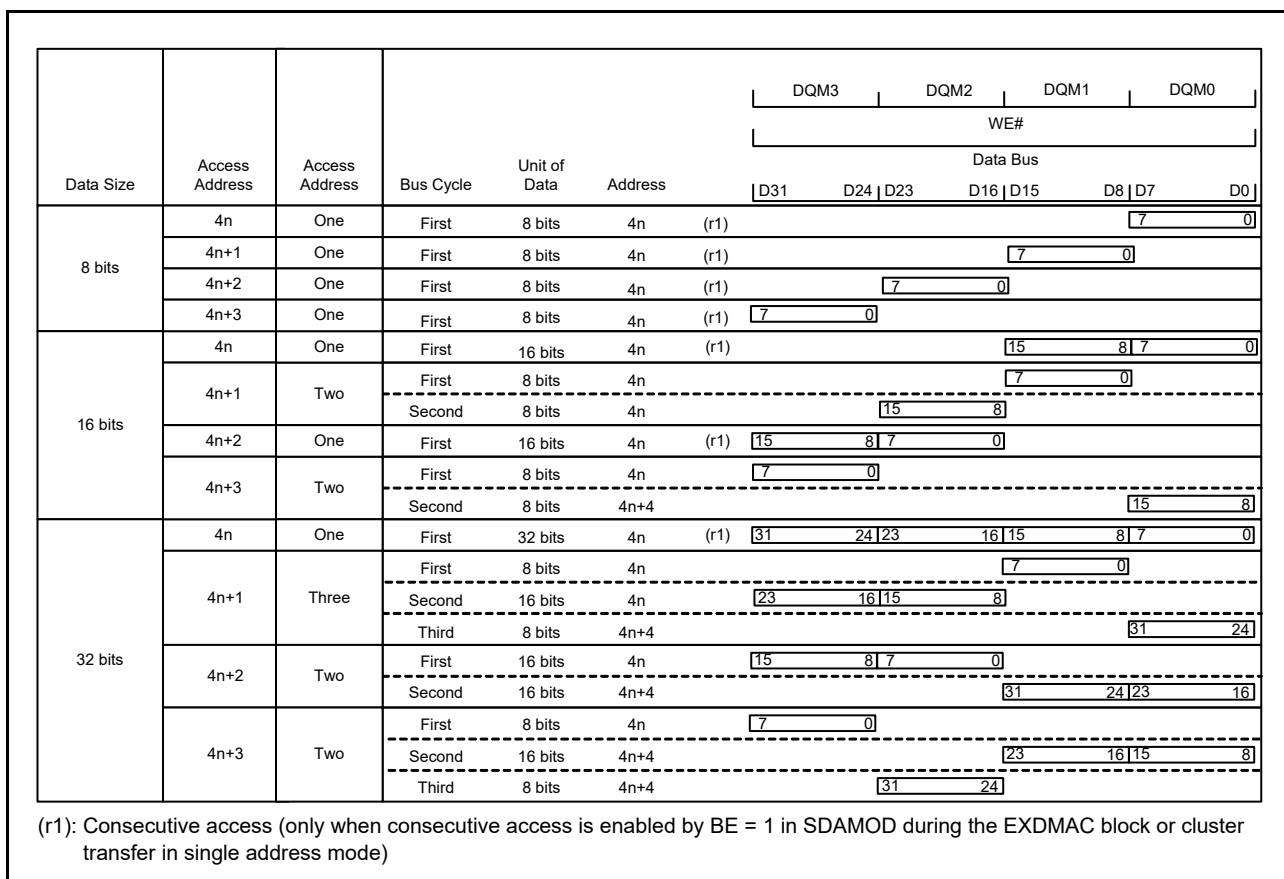 DQM3 DQM2 DQM1 DQM0
WE#
Data Bus
Data Size Access Address Access Address Bus Cycle Unit of Data Address D31 D24 D23 D16 D15 D8 D7 D0
8 bits
4n One First 8 bits 4n (r1) 7 0
4n+1 One First 8 bits 4n (r1) 7 0
4n+2 One First 8 bits 4n (r1) 7 0
4n+3 One First 8 bits 4n (r1) 7 0
16 bits
4n One First 16 bits 4n (r1) 15 8 7 0
4n+1 Two First 8 bits 4n 7 0
Second 8 bits 4n 15 8
4n+2 One First 16 bits 4n (r1) 15 8 7 0
4n+3 Two First 8 bits 4n 7 0
Second 8 bits 4n+4 15 8
32 bits
4n One First 32 bits 4n (r1) 31 24 23 16 15 8 7 0
4n+1 Three First 8 bits 4n 7 0
Second 16 bits 4n 23 16 15 8
Third 8 bits 4n+4 31 24
4n+2 Two First 16 bits 4n 15 8 7 0
Second 16 bits 4n+4 31 24 23 16
4n+3 Two First 8 bits 4n 7 0
Second 16 bits 4n+4 23 16 15 8
Third 8 bits 4n+4 31 24
(r1): Consecutive access (only when consecutive access is enabled by BE = 1 in SDAMOD during the EXDMAC block or cluster
transfer in single address mode)